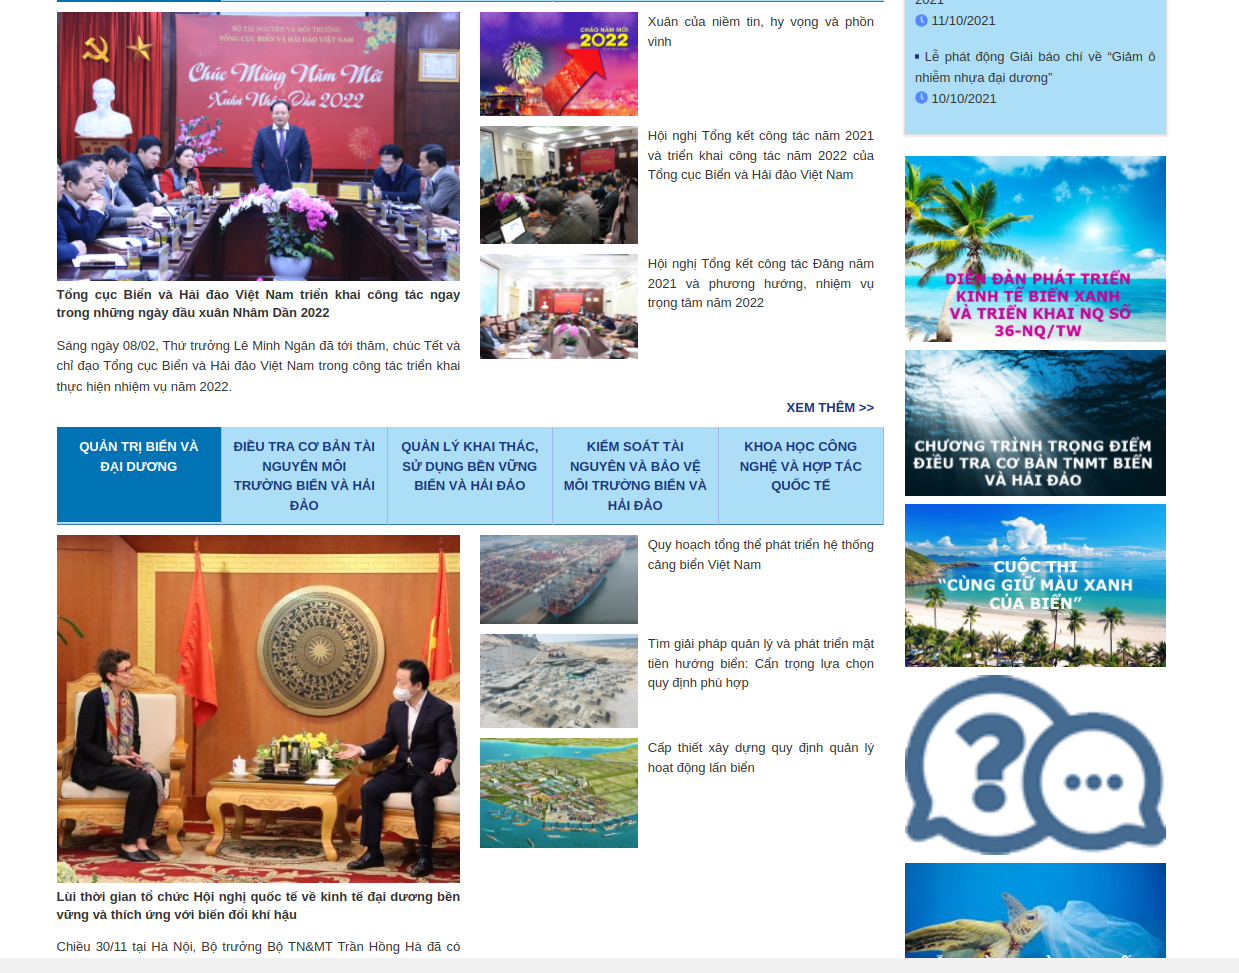 2021
11/10/2021
Lễ phát động Giải báo chí về “Giảm ô
nhiễm nhựa đại dương”
10/10/2021
BỘ TÀI NGUYÊN VÀ MÔI TRƯỜNG
TỔNG CỤC BIỂN VÀ HẢI ĐẢO VIỆT NAM
Chúc Mừng Năm Mới
Xuân Nhâm Dần 2022
Tổng cục Biển và Hải đảo Việt Nam triển khai công tác ngay
trong những ngày đầu xuân Nhâm Dần 2022
Sáng ngày 08/02, Thứ trưởng Lê Minh Ngân đã tới thăm, chúc Tết và
chỉ đạo Tổng cục Biển và Hải đảo Việt Nam trong công tác triển khai
thực hiện nhiệm vụ năm 2022.
CHÀO NĂM MỚI
2022
Xuân của niềm tin, hy vọng và phồn
vinh
Hội nghị Tổng kết công tác năm 2021
và triển khai công tác năm 2022 của
Tổng cục Biển và Hải đảo Việt Nam
Hội nghị Tổng kết công tác Đảng năm
2021 và phương hướng, nhiệm vụ
trọng tâm năm 2022
XEM THÊM >>
QUẢN TRỊ BIỂN VÀ
ĐẠI DƯƠNG
ĐIỀU TRA CƠ BẢN TÀI
NGUYÊN MÔI
TRƯỜNG BIỂN VÀ HẢI
ĐẢO
QUẢN LÝ KHAI THÁC,
SỬ DỤNG BỀN VỮNG
BIỂN VÀ HẢI ĐẢO
KIỂM SOÁT TÀI
NGUYÊN VÀ BẢO VỆ
MÔI TRƯỜNG BIỂN VÀ
HẢI ĐẢO
KHOA HỌC CÔNG
NGHỆ VÀ HỢP TÁC
QUỐC TẾ
Lùi thời gian tổ chức Hội nghị quốc tế về kinh tế đại dương bền
vững và thích ứng với biến đổi khí hậu
Chiều 30/11 tại Hà Nội, Bộ trưởng Bộ TN&MT Trần Hồng Hà đã có
Quy hoạch tổng thể phát triển hệ thống
cảng biển Việt Nam
Tìm giải pháp quản lý và phát triển mặt
tiền hướng biển: Cẩn trọng lựa chọn
quy định phù hợp
Cấp thiết xây dựng quy định quản lý
hoạt động lấn biển
DIỄN ĐÀN PHÁT TRIỂN
KINH TẾ BIỂN XANH
VÀ TRIỂN KHAI NQ SỐ
36-NQ/TW
CHƯƠNG TRÌNH TRỌNG ĐIỂM
ĐIỀU TRA CƠ BẢN TNMT BIỂN
VÀ HẢI ĐẢO
CUỘC THI
“CÙNG GIỮ MÀU XANH
CỦA BIỂN”